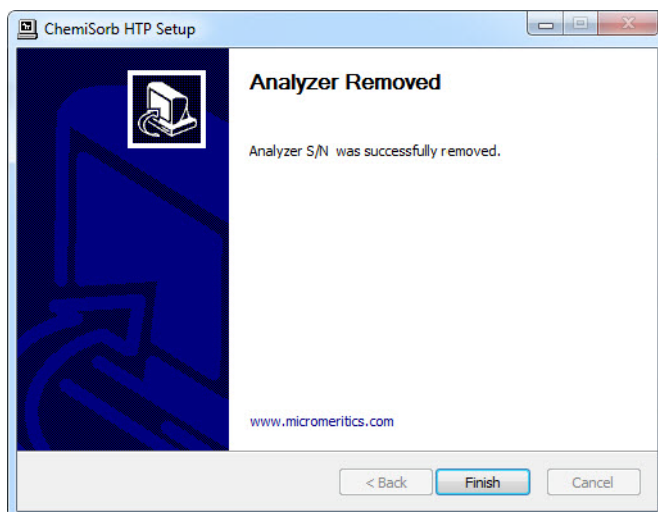 ChemiSorb HTP Setup
Analyzer Removed
Analyzer S/N was successfully removed.
www.micromeritics.com
< Back Finish Cancel